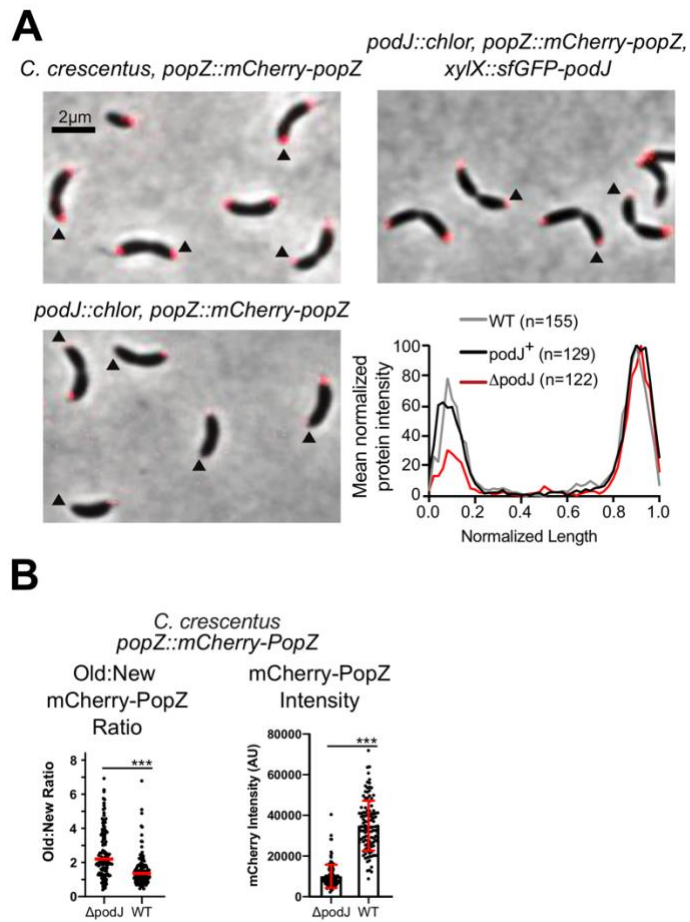 A
C. crescentus, popZ::mCherry-popZ
podJ::chlor, popZ::mCherry-popZ,
xylX::sfGFP-podJ
2μm
podJ::chlor, popZ::mCherry-popZ
WT (n=155)
podJ+ (n=129)
ΔpodJ (n=122)
Mean normalized
protein intensity
100
80
60
40
20
0
0.0 0.2 0.4 0.6 0.8 1.0
Normalized Length
B
C. crescentus
popZ::mCherry-PopZ
Old:New
mCherry-PopZ
Ratio
***
Old:New Ratio
8
6
4
2
0
ΔpodJ WT
mCherry-PopZ
Intensity
***
mCherry Intensity (AU)
80000
60000
40000
20000
0
ΔpodJ WT